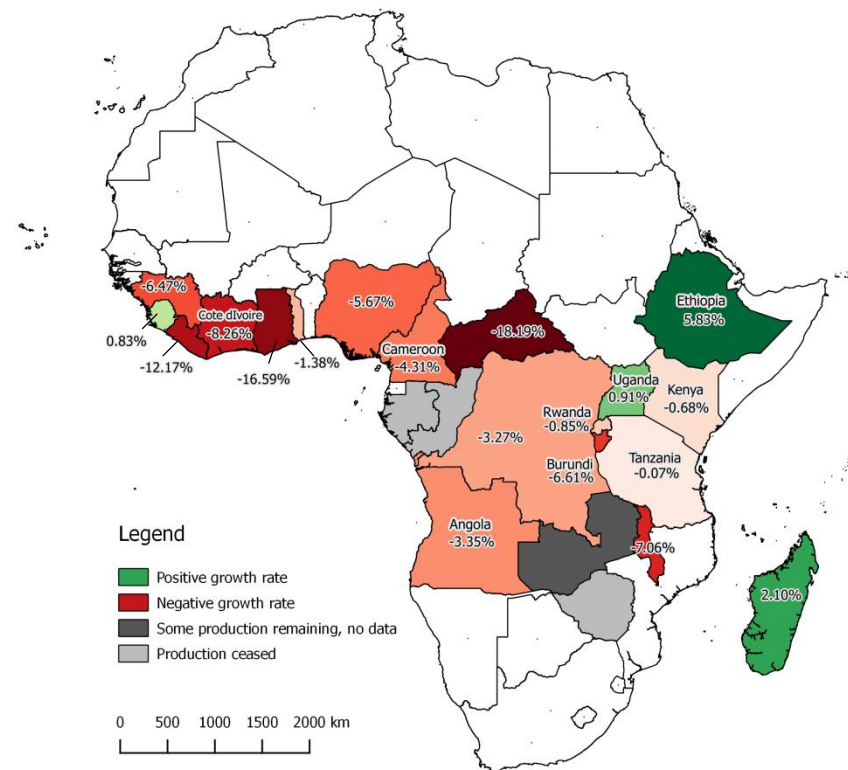 -6.47%
Cote dIvoire
-8.26%
0.83%
-12.17%
-16.59%
-1.38%
-5.67%
Cameroon
-4.31%
-18.19%
Ethiopia
5.83%
Uganda
0.91%
Kenya
-0.68%
Rwanda
-0.85%
-3.27%
Burundi
-6.61%
Tanzania
-0.07%
Angola
-3.35%
-7.06%
2.10%
Legend
Positive growth rate
Negative growth rate
Some production remaining, no data
Production ceased
0 500 1000 2000 km